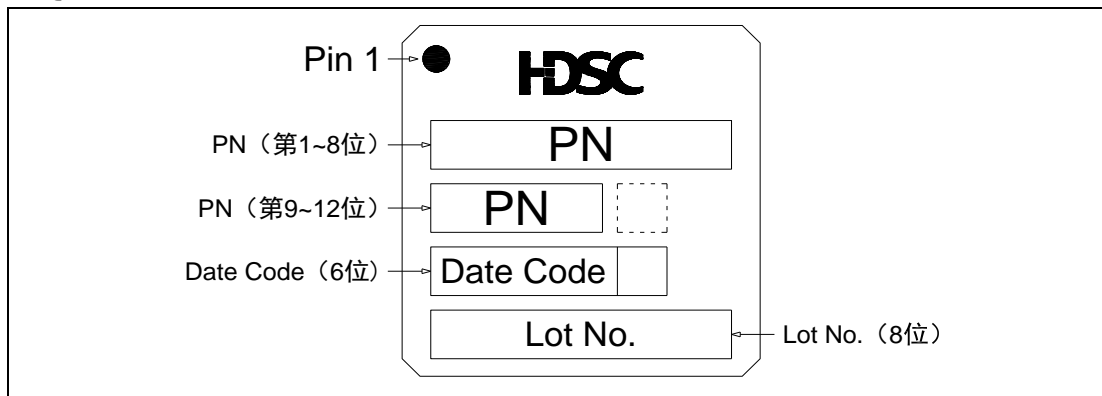 Pin 1
HDSC
PN（第1~8位）
PN
PN（第9~12位）
PN
Date Code（6位）
Date Code
Lot No.
Lot No.（8位）